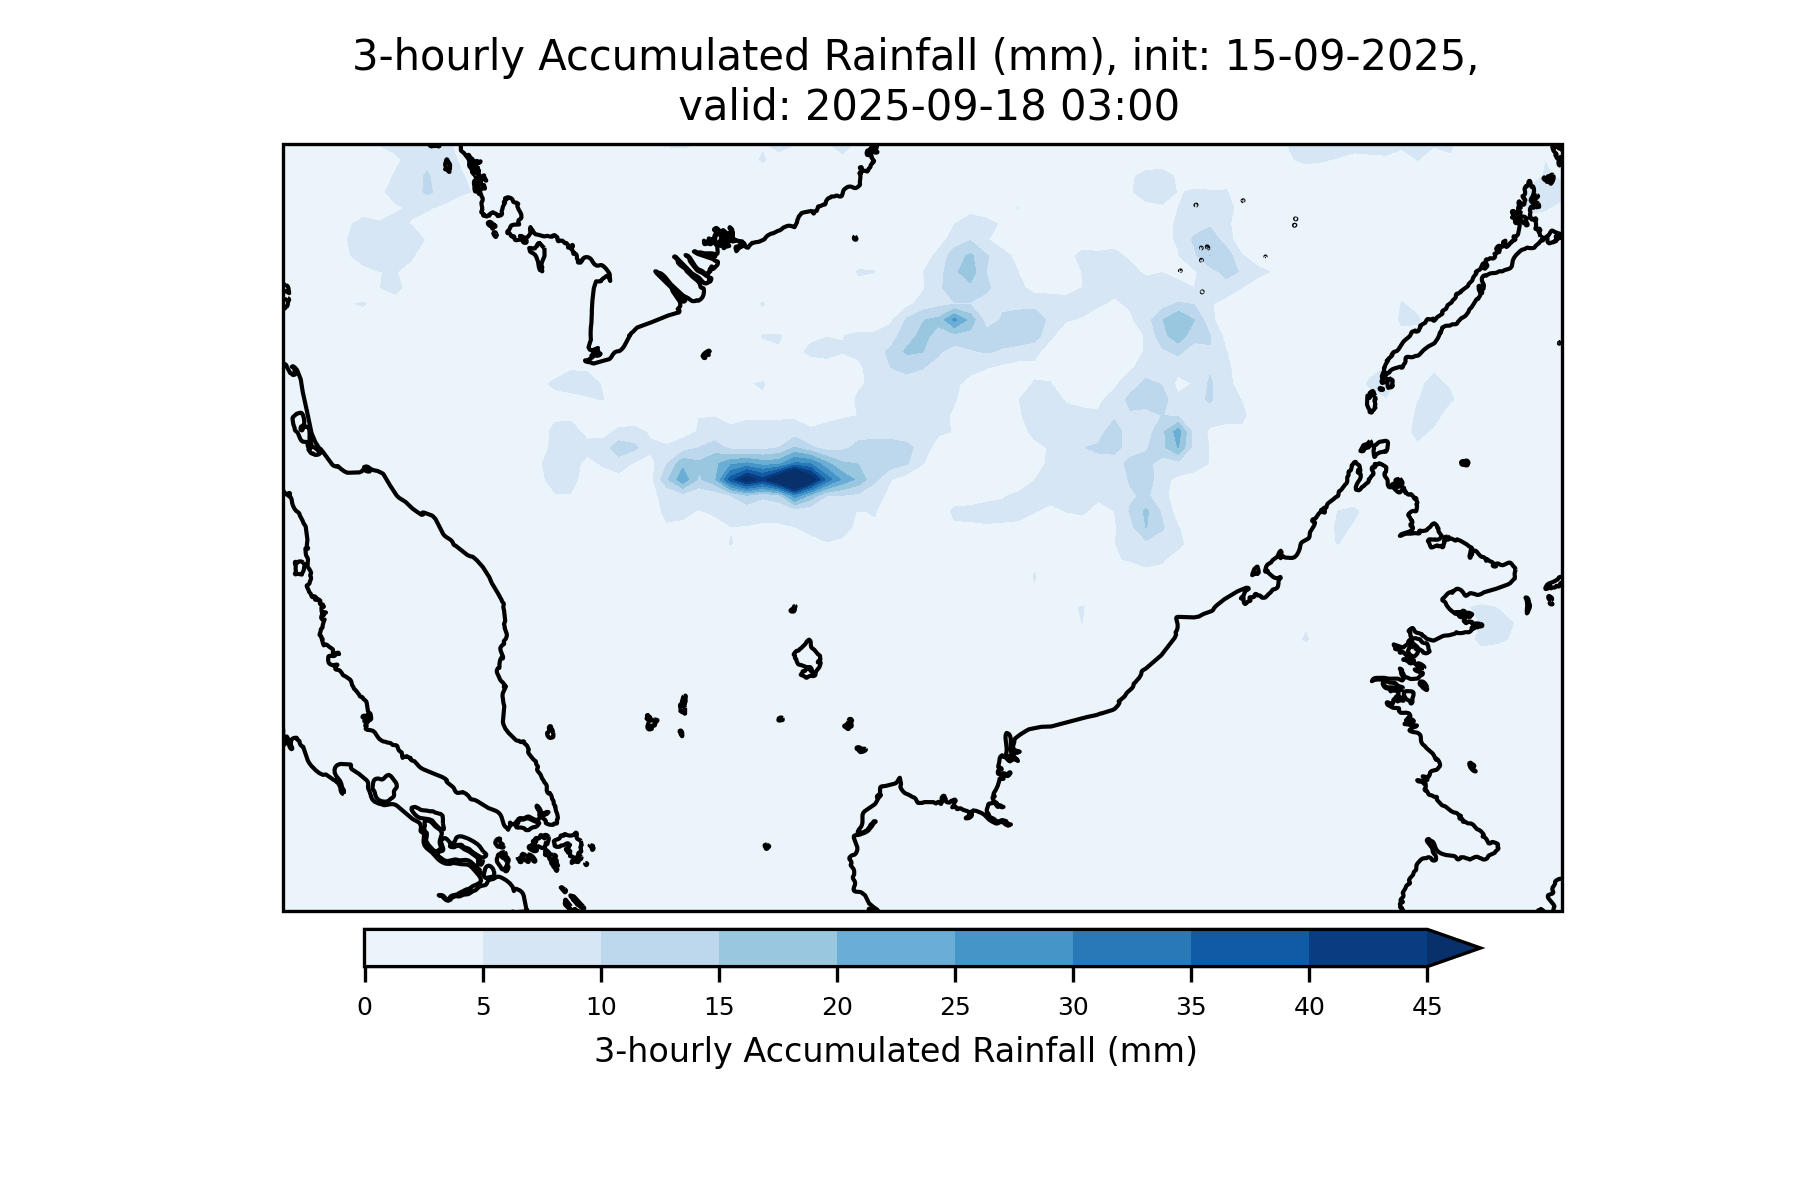 3-hourly Accumulated Rainfall (mm), init: 15-09-2025,
valid: 2025-09-18 03:00
0 5 10 15 20 25 30 35 40 45
3-hourly Accumulated Rainfall (mm)